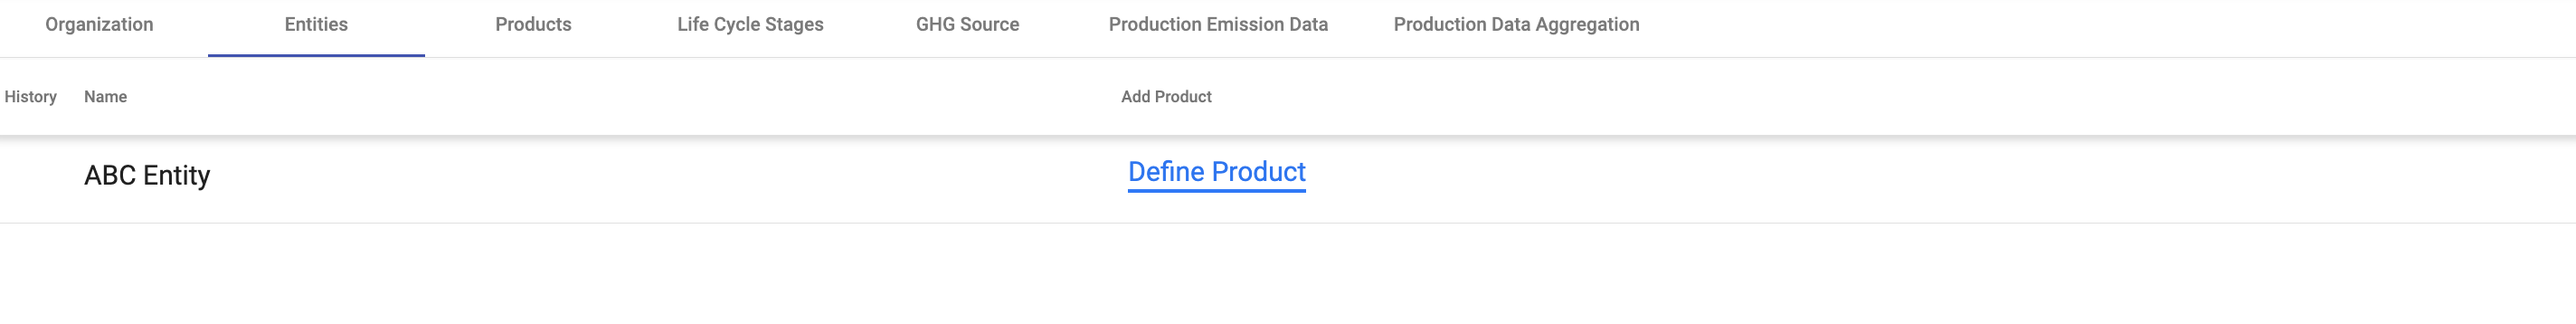 Organization Entities Products Life Cycle Stages GHG Source Production Emission Data Production Data Aggregation
History Name Add Product
ABC Entity Define Product